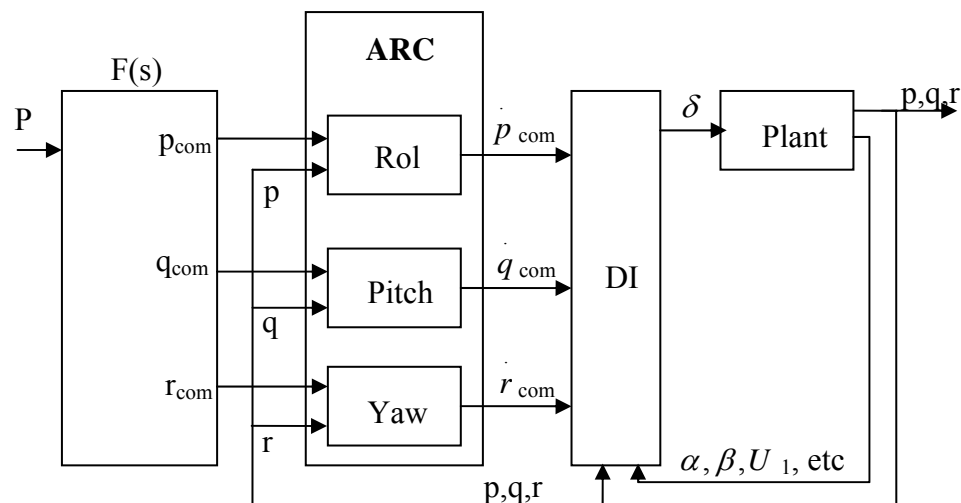 F(s)
ARC
P
p_com
Rol
ṗ_com
δ
Plant
p,q,r
p
q_com
Pitch
q̇_com
DI
q
r_com
Yaw
ṙ_com
r
α, β, U_1, etc
p,q,r